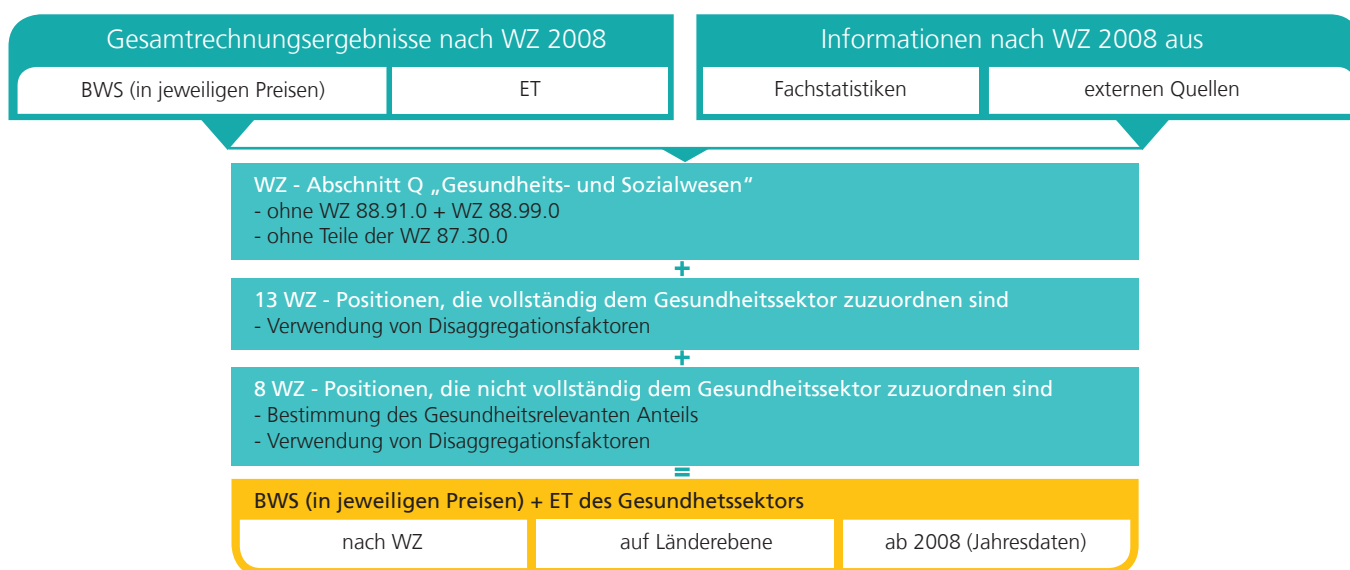 Gesamtrechnungsergebnisse nach WZ 2008
BWS (in jeweiligen Preisen)
ET
Informationen nach WZ 2008 aus
Fachstatistiken
externen Quellen
WZ - Abschnitt Q „Gesundheits- und Sozialwesen“
- ohne WZ 88.91.0 + WZ 88.99.0
- ohne Teile der WZ 87.30.0
+
13 WZ - Positionen, die vollständig dem Gesundheitssektor zuzuordnen sind
- Verwendung von Disaggregationsfaktoren
+
8 WZ - Positionen, die nicht vollständig dem Gesundheitssektor zuzuordnen sind
- Bestimmung des Gesundheitsrelevanten Anteils
- Verwendung von Disaggregationsfaktoren
=
BWS (in jeweiligen Preisen) + ET des Gesundhetssektors
nach WZ
auf Länderebene
ab 2008 (Jahresdaten)